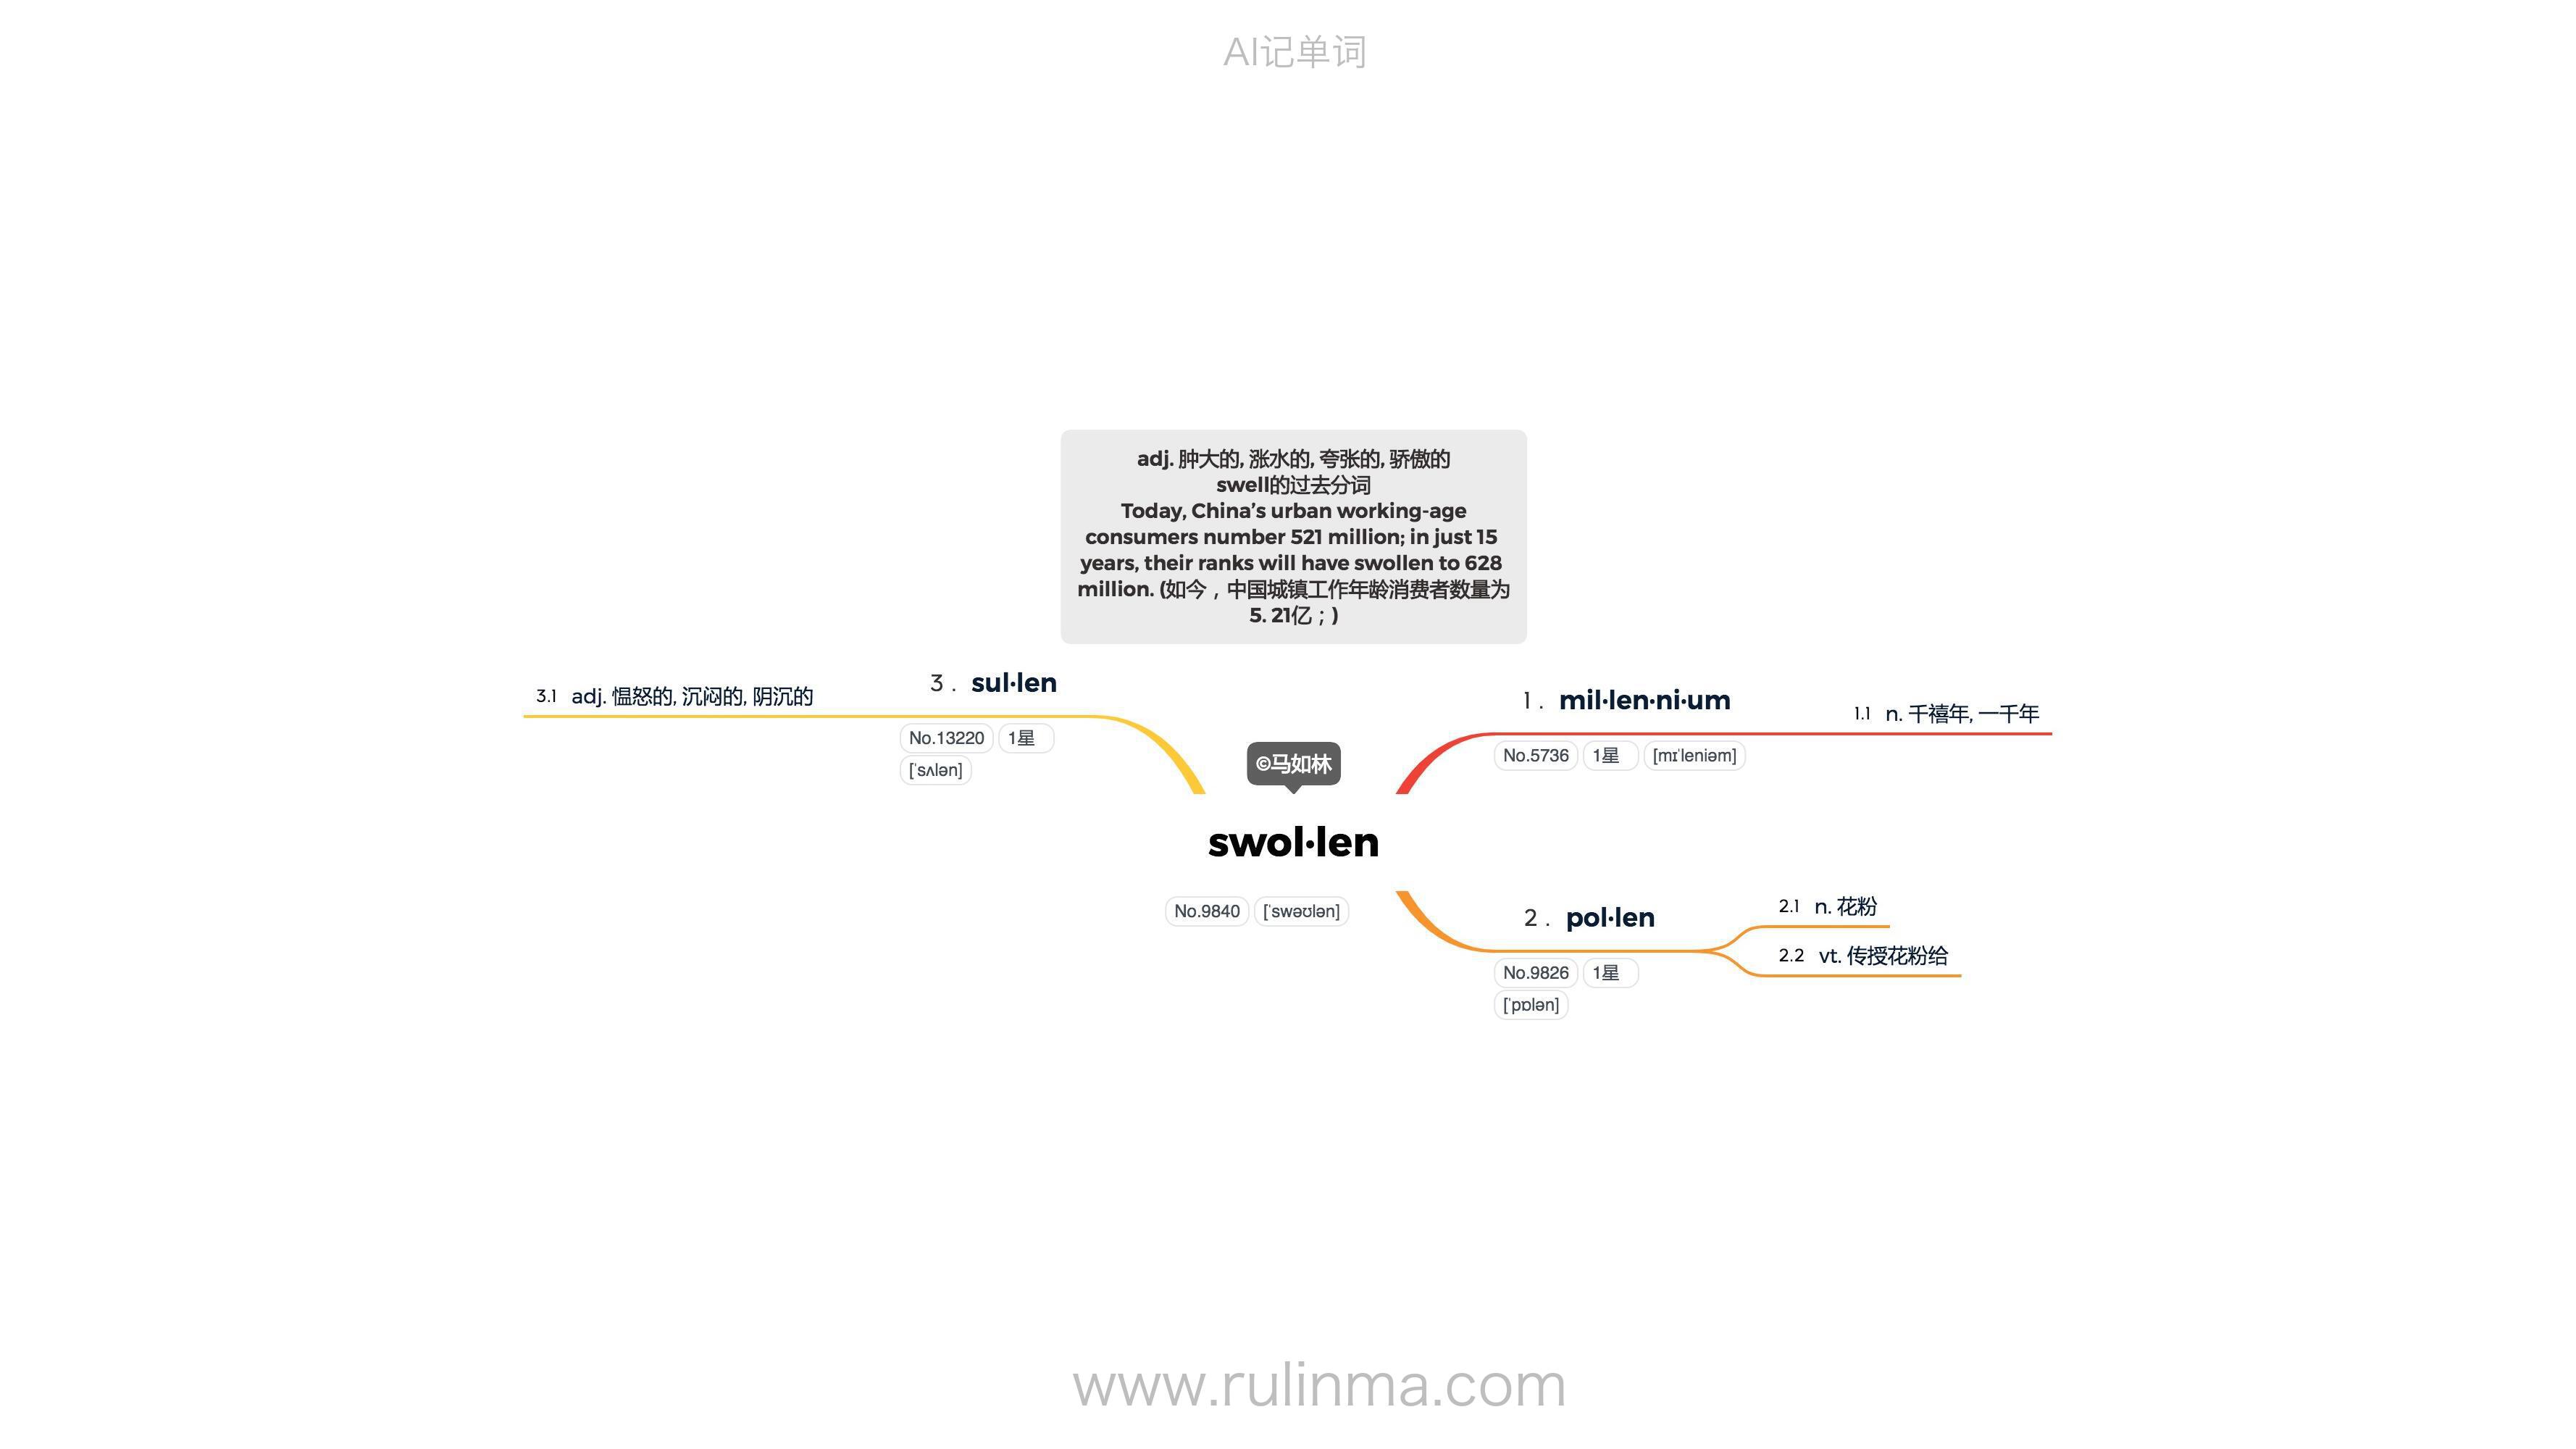 AI记单词
adj. 肿大的, 涨水的, 夸张的, 骄傲的
swell的过去分词
Today, China’s urban working-age
consumers number 521 million; in just 15
years, their ranks will have swollen to 628
million. (如今，中国城镇工作年龄消费者数量为
5. 21亿；)
©马如林
swol·len
No.9840 [ˈswəʊlən]
1. mil·len·ni·um
No.5736 1星 [mɪˈleniəm]
1.1 n. 千禧年, 一千年
2. pol·len
No.9826 1星
[ˈpɒlən]
2.1 n. 花粉
2.2 vt. 传授花粉给
3. sul·len
No.13220 1星
[ˈsʌlən]
3.1 adj. 愠怒的, 沉闷的, 阴沉的
www.rulinma.com